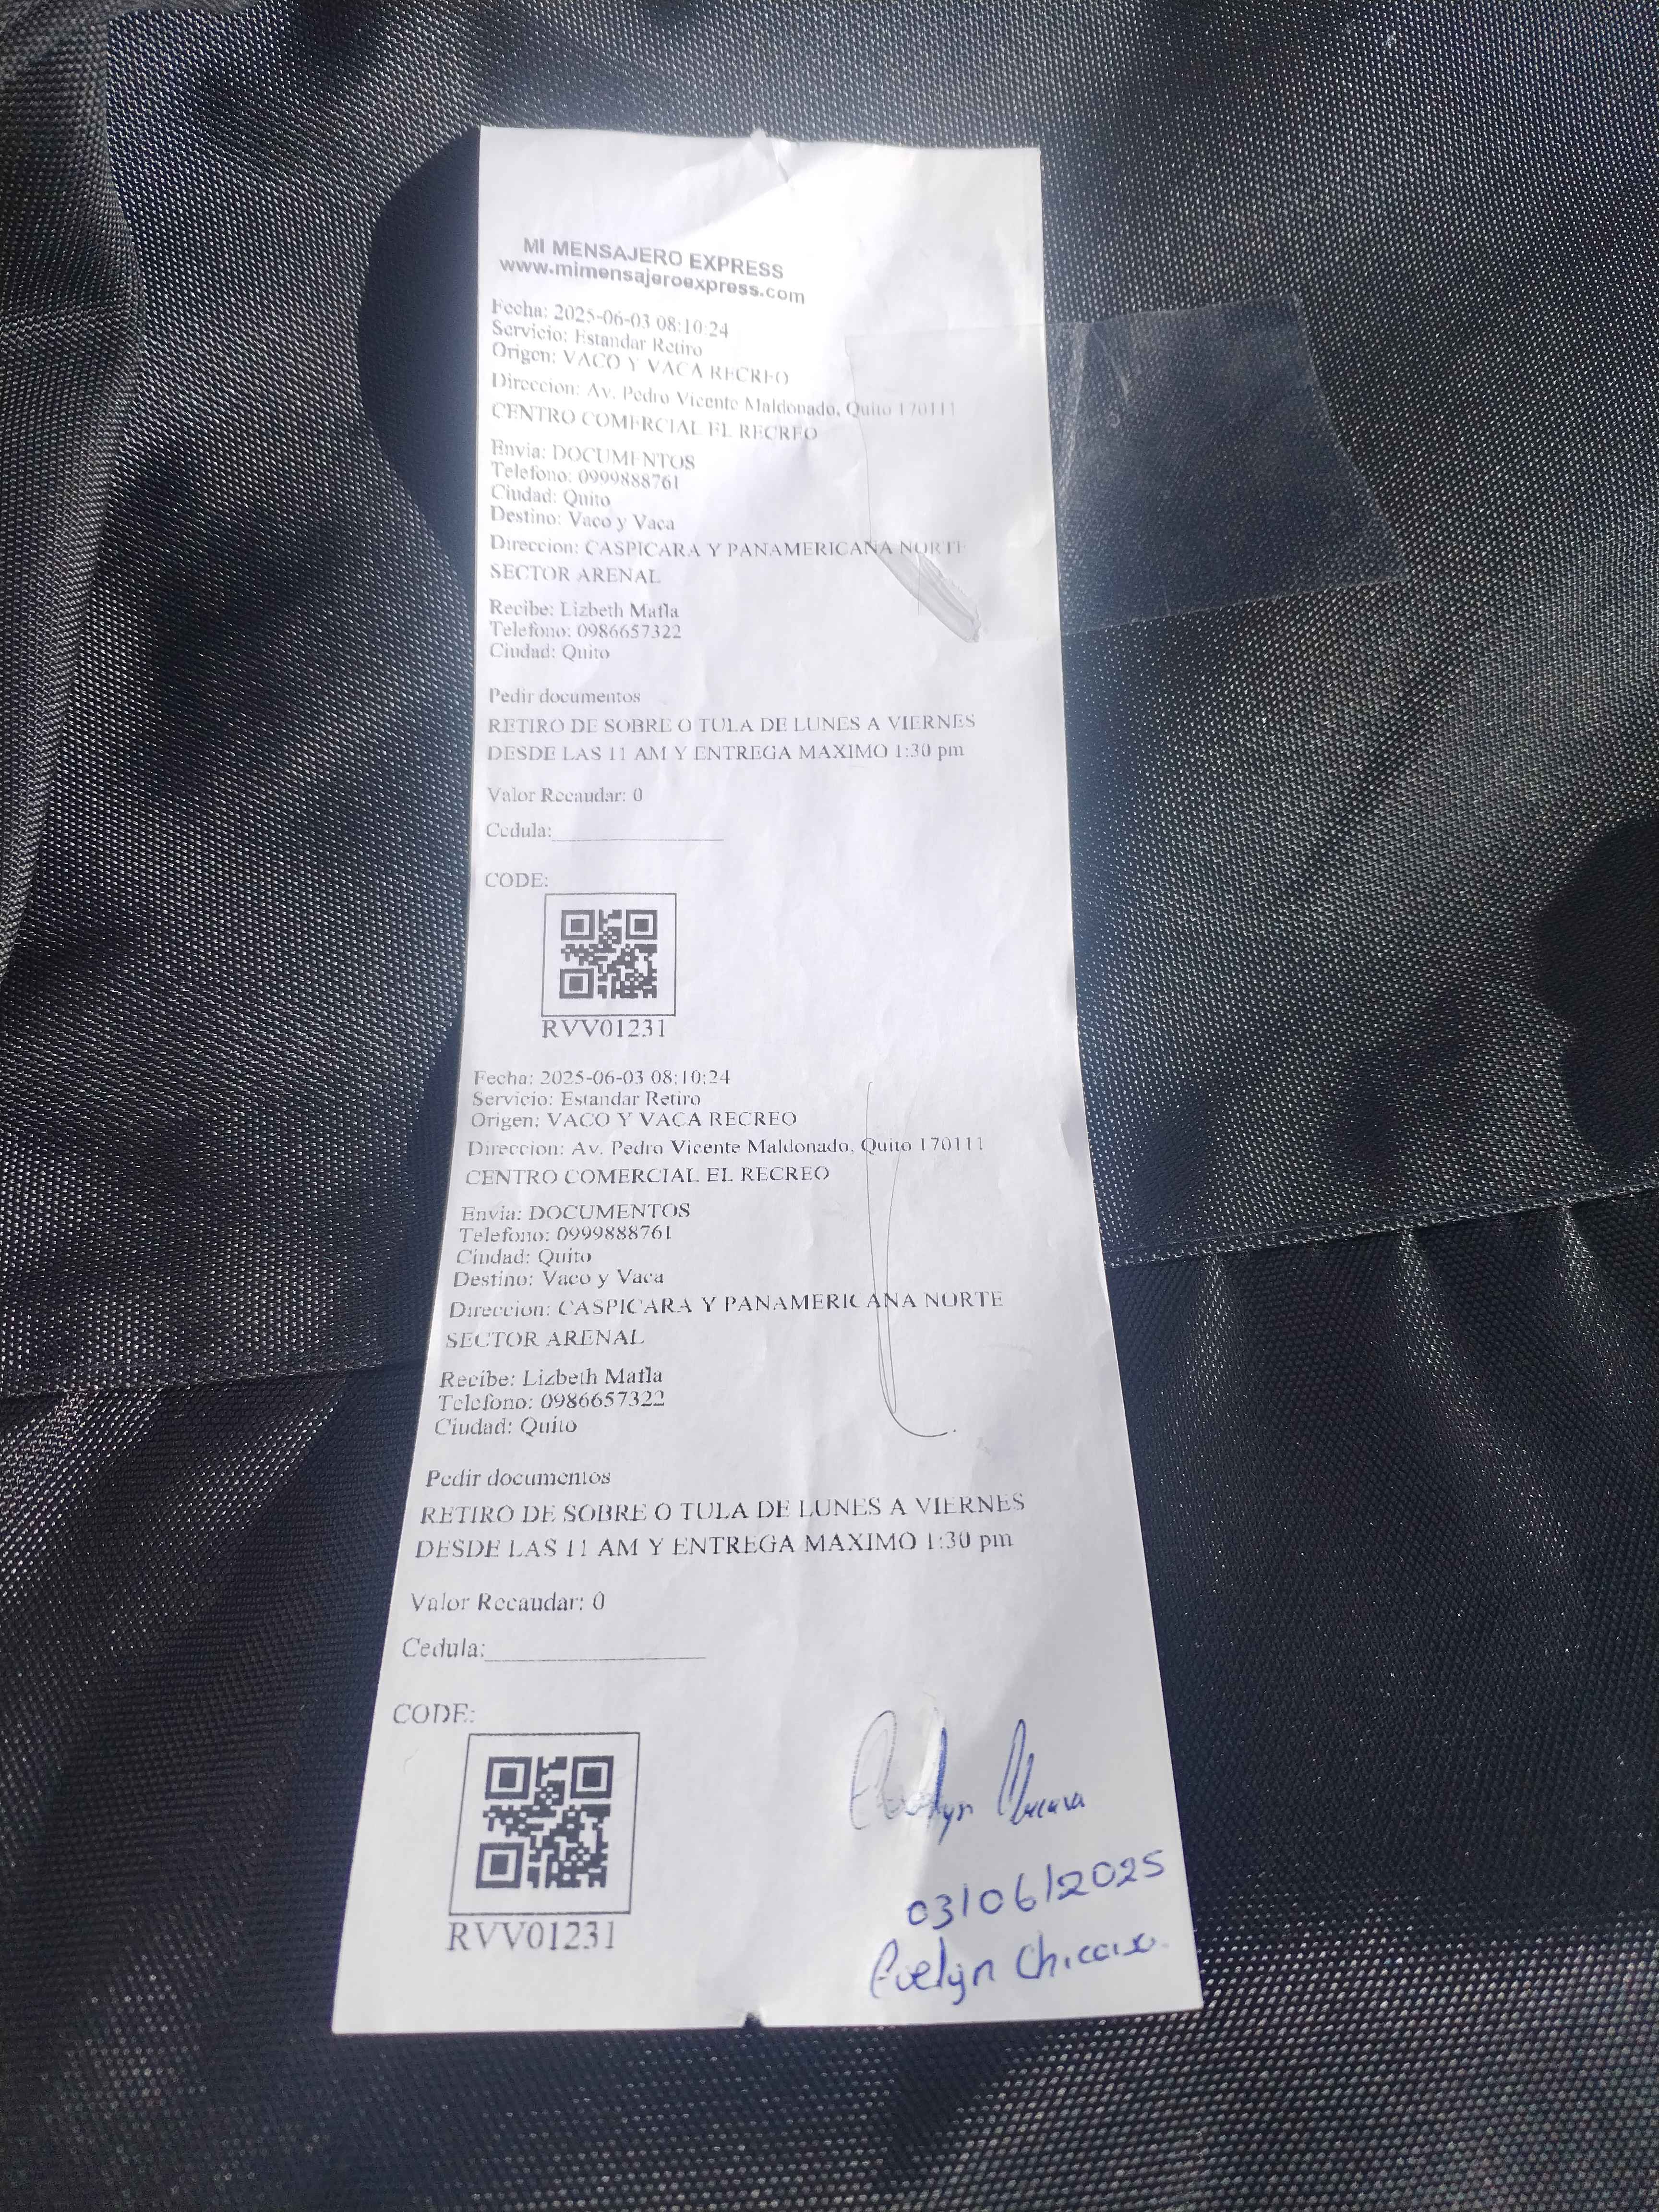 MI MENSAJERO EXPRESS
www.mimensajeroexpress.com
Fecha: 2025-06-03 08:10:24
Servicio: Estandar Retiro
Origen: VACO Y VACA RECREO
Direccion: Av. Pedro Vicente Maldonado, Quito 170111
CENTRO COMERCIAL EL RECREO
Envia: DOCUMENTOS
Telefono: 0999888761
Ciudad: Quito
Destino: Vaco y Vaca
Direccion: CASPICARA Y PANAMERICANA NORTE
SECTOR ARENAL
Recibe: Lizbeth Mafla
Telefono: 0986657322
Ciudad: Quito
Pedir documentos
RETIRO DE SOBRE O TULA DE LUNES A VIERNES
DESDE LAS 11 AM Y ENTREGA MAXIMO 1:30 pm
Valor Recaudar: 0
Cedula:
CODE:
RVV01231
Fecha: 2025-06-03 08:10:24
Servicio: Estandar Retiro
Origen: VACO Y VACA RECREO
Direccion: Av. Pedro Vicente Maldonado, Quito 170111
CENTRO COMERCIAL EL RECREO
Envia: DOCUMENTOS
Telefono: 0999888761
Ciudad: Quito
Destino: Vaco y Vaca
Direccion: CASPICARA Y PANAMERICANA NORTE
SECTOR ARENAL
Recibe: Lizbeth Mafla
Telefono: 0986657322
Ciudad: Quito
Pedir documentos
RETIRO DE SOBRE O TULA DE LUNES A VIERNES
DESDE LAS 11 AM Y ENTREGA MAXIMO 1:30 pm
Valor Recaudar: 0
Cedula:
CODE:
RVV01231
Evelyn
03/06/2025
Evelyn